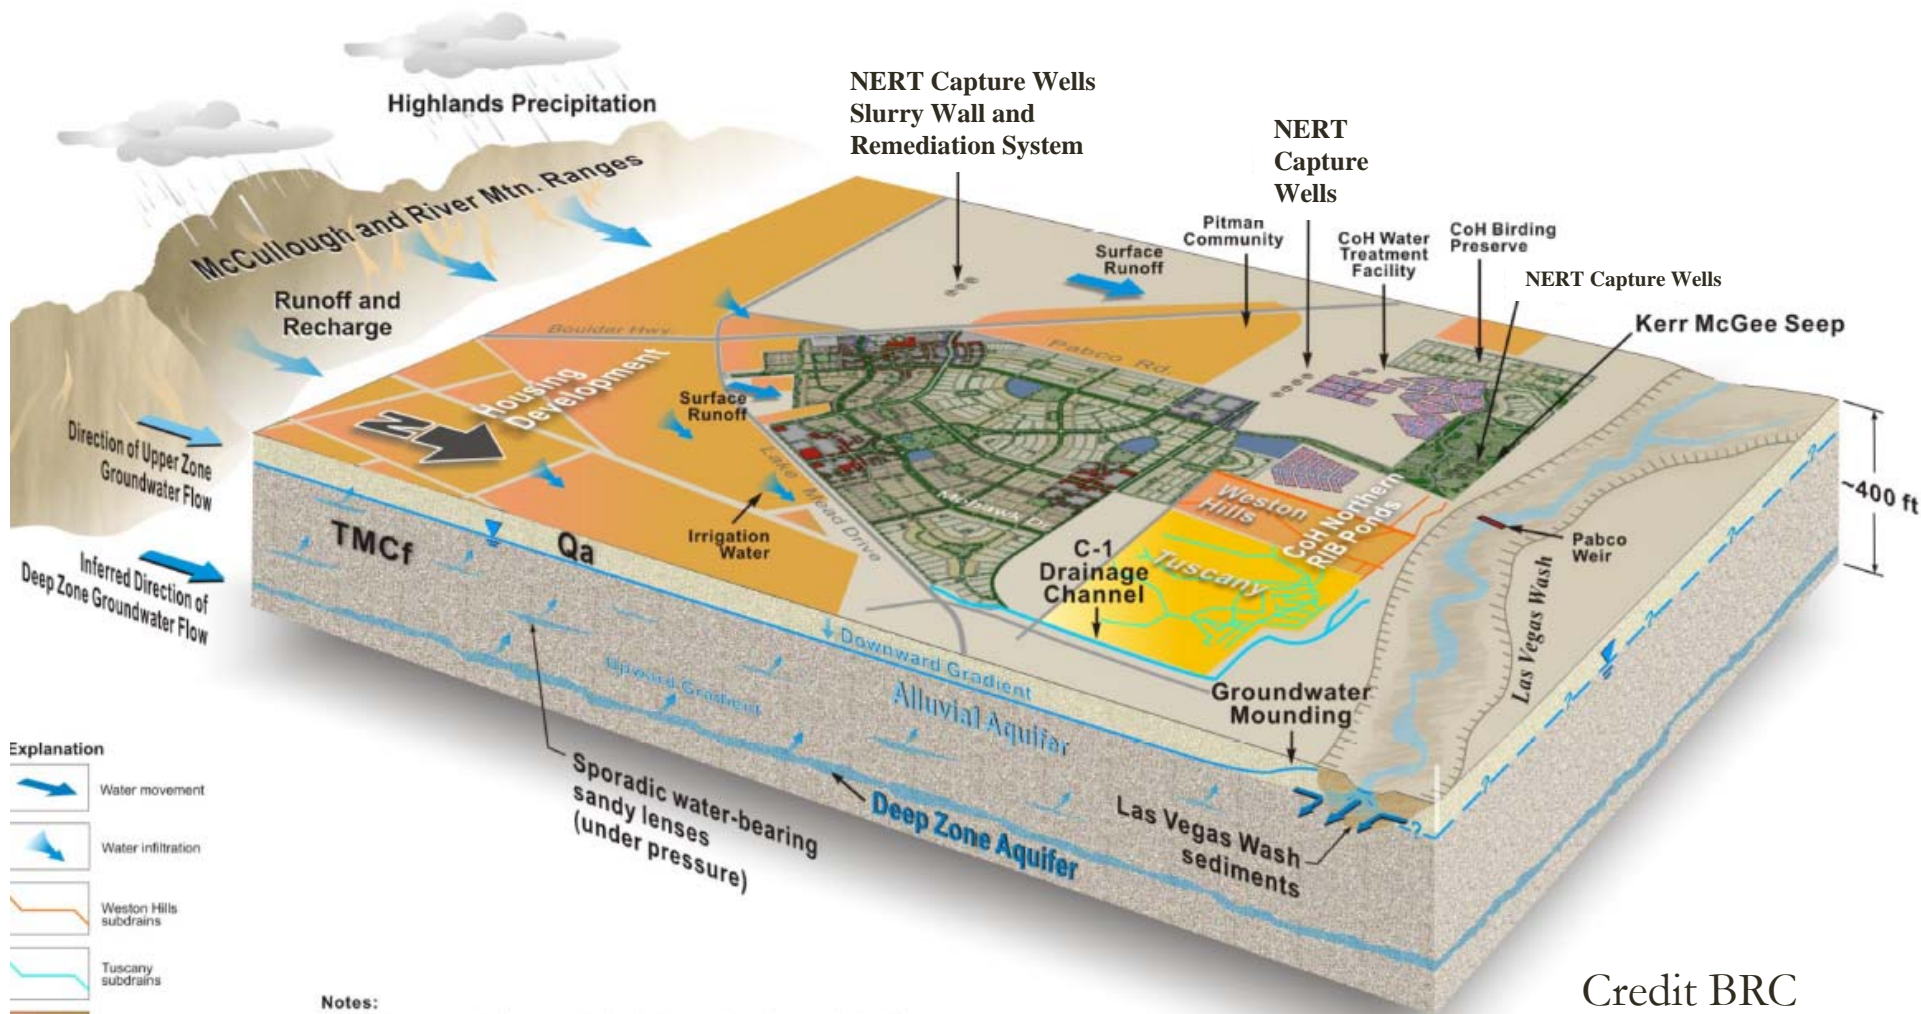 Highlands Precipitation
McCullough and River Mtn. Ranges
Runoff and
Recharge
NERT Capture Wells
Slurry Wall and
Remediation System
NERT
Capture
Wells
Surface
Runoff
Pitman
Community
CoH Water
Treatment
Facility
CoH Birding
Preserve
NERT Capture Wells
Kerr McGee Seep
Boulder Hwy.
Pabco Rd.
N
Housing
Development
Surface
Runoff
Direction of Upper Zone
Groundwater Flow
Lake Mead Drive
Irrigation
Water
Weston
Hills
CoH Northern
RIB Ponds
Tuscany
C-1
Drainage
Channel
Pabco
Weir
Las Vegas Wash
~400 ft
?
?
?
?
Inferred Direction of
Deep Zone Groundwater Flow
TMCf
Qa
Downward Gradient
Upward Gradient
Alluvial Aquifar
Groundwater
Mounding
Sporadic water-bearing
sandy lenses
(under pressure)
Deep Zone Aquifer
Las Vegas Wash
sediments
?
Explanation
Water movement
Water infiltration
Weston Hills
subdrains
Tuscany
subdrains
Notes:
Credit BRC